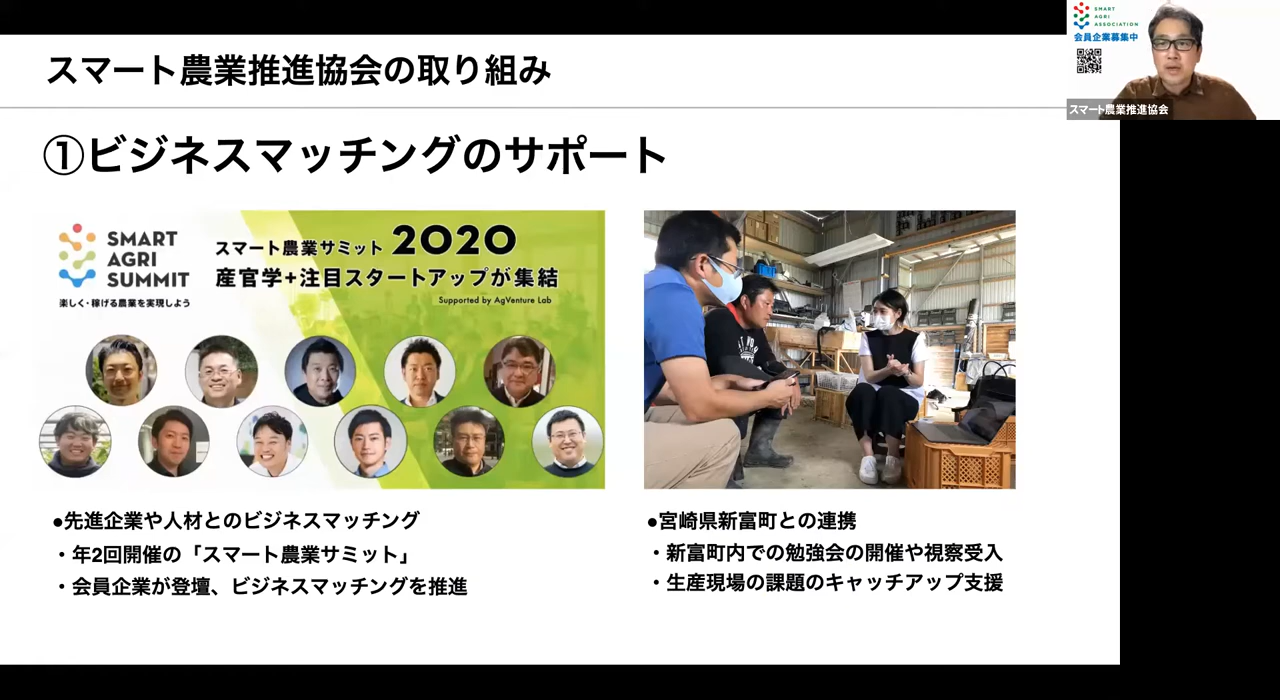 スマート農業推進協会の取り組み
SMART
AGRI
ASSOCIATION
会員企業募集中
スマート農業推進協会
①ビジネスマッチングのサポート
SMART
AGRI
SUMMIT
楽しく・稼げる農業を実現しよう
スマート農業サミット 2020
産官学+注目スタートアップが集結
Supported by AgVenture Lab
●先進企業や人材とのビジネスマッチング
・年2回開催の「スマート農業サミット」
・会員企業が登壇、ビジネスマッチングを推進
●宮崎県新富町との連携
・新富町内での勉強会の開催や視察受入
・生産現場の課題のキャッチアップ支援